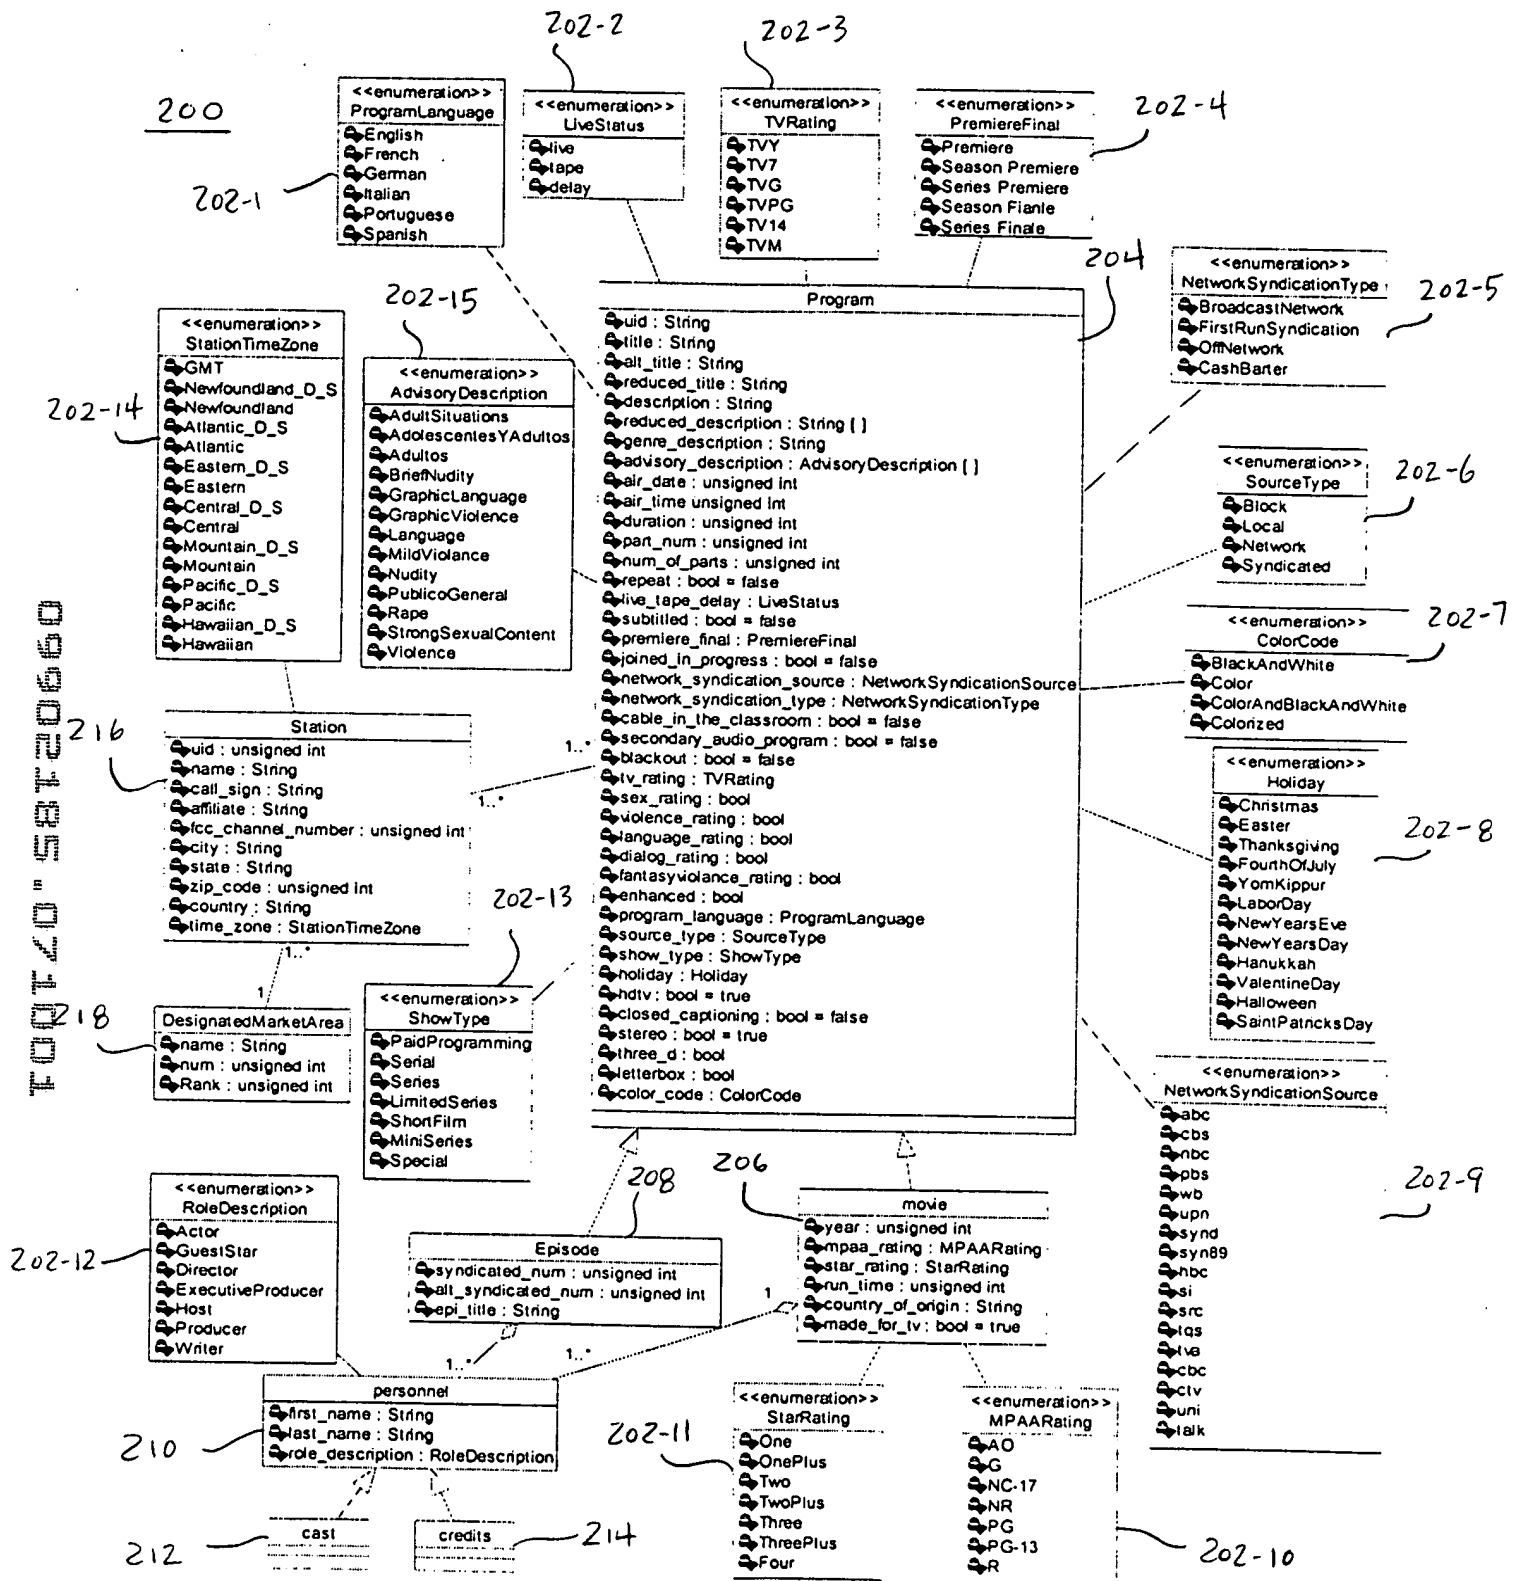 200
202-1
<<enumeration>>
ProgramLanguage
English
French
German
Italian
Portuguese
Spanish
202-2
<<enumeration>>
LiveStatus
live
tape
delay
202-3
<<enumeration>>
TVRating
TVY
TV7
TVG
TVPG
TV14
TVM
202-4
<<enumeration>>
PremiereFinal
Premiere
Season Premiere
Series Premiere
Season Fianle
Series Finale
204
Program
uid : String
title : String
alt_title : String
reduced_title : String
description : String
reduced_description : String [ ]
genre_description : String
advisory_description : AdvisoryDescription [ ]
air_date : unsigned int
air_time unsigned int
duration : unsigned int
part_num : unsigned int
num_of_parts : unsigned int
repeat : bool = false
live_tape_delay : LiveStatus
subtitled : bool = false
premiere_final : PremiereFinal
joined_in_progress : bool = false
network_syndication_source : NetworkSyndicationSource
network_syndication_type : NetworkSyndicationType
cable_in_the_classroom : bool = false
secondary_audio_program : bool = false
blackout : bool = false
tv_rating : TVRating
sex_rating : bool
violence_rating : bool
language_rating : bool
dialog_rating : bool
fantasyviolance_rating : bool
enhanced : bool
program_language : ProgramLanguage
source_type : SourceType
show_type : ShowType
holiday : Holiday
hdtv : bool = true
closed_captioning : bool = false
stereo : bool = true
three_d : bool
letterbox : bool
color_code : ColorCode
<<enumeration>>
NetworkSyndicationType
BroadcastNetwork
FirstRunSyndication
OffNetwork
CashBarter
202-5
<<enumeration>>
SourceType
Block
Local
Network
Syndicated
202-6
<<enumeration>>
ColorCode
BlackAndWhite
Color
ColorAndBlackAndWhite
Colorized
202-7
<<enumeration>>
Holiday
Christmas
Easter
Thanksgiving
FourthOfJuly
YomKippur
LaborDay
NewYearsEve
NewYearsDay
Hanukkah
ValentineDay
Halloween
SaintPatricksDay
202-8
<<enumeration>>
NetworkSyndicationSource
abc
cbs
nbc
pbs
wb
upn
synd
syn89
hbc
si
src
tqs
tva
cbc
ctv
uni
talk
202-9
202-14
<<enumeration>>
StationTimeZone
GMT
Newfoundland_D_S
Newfoundland
Atlantic_D_S
Atlantic
Eastern_D_S
Eastern
Central_D_S
Central
Mountain_D_S
Mountain
Pacific_D_S
Pacific
Hawaiian_D_S
Hawaiian
202-15
<<enumeration>>
AdvisoryDescription
AdultSituations
AdolescentesYAdultos
Adultos
BriefNudity
GraphicLanguage
GraphicViolence
Language
MildViolance
Nudity
PublicoGeneral
Rape
StrongSexualContent
Violence
09902185.071001
216
Station
uid : unsigned int
name : String
call_sign : String
affiliate : String
fcc_channel_number : unsigned int
city : String
state : String
zip_code : unsigned int
country : String
time_zone : StationTimeZone
1..*
1..*
1..*
1
218
DesignatedMarketArea
name : String
num : unsigned int
Rank : unsigned int
202-13
<<enumeration>>
ShowType
PaidProgramming
Serial
Series
LimitedSeries
ShortFilm
MiniSeries
Special
202-12
<<enumeration>>
RoleDescription
Actor
GuestStar
Director
ExecutiveProducer
Host
Producer
Writer
208
Episode
syndicated_num : unsigned int
alt_syndicated_num : unsigned int
epi_title : String
206
movie
year : unsigned int
mpaa_rating : MPAARating
star_rating : StarRating
run_time : unsigned int
country_of_origin : String
made_for_tv : bool = true
1
1..*
1..*
210
personnel
first_name : String
last_name : String
role_description : RoleDescription
212
cast
credits
214
202-11
<<enumeration>>
StarRating
One
OnePlus
Two
TwoPlus
Three
ThreePlus
Four
<<enumeration>>
MPAARating
AO
G
NC-17
NR
PG
PG-13
R
202-10